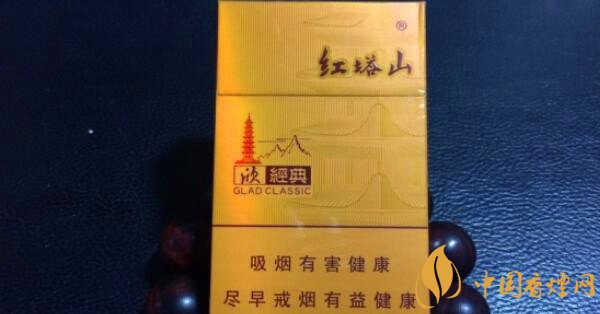 ®
红塔山
欣 經典
GLAD CLASSIC
吸烟有害健康
尽早戒烟有益健康
中国香烟网